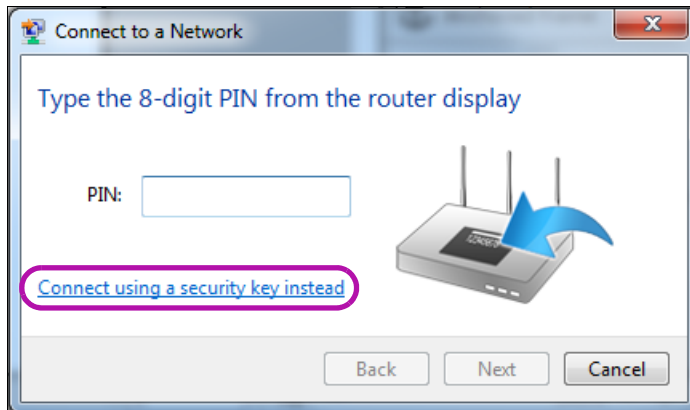 Connect to a Network
Type the 8-digit PIN from the router display
PIN:
12345670
Connect using a security key instead
Back
Next
Cancel